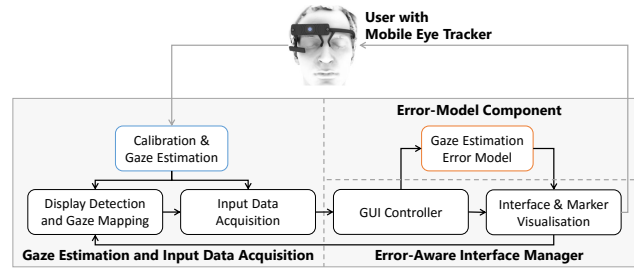 User with
Mobile Eye Tracker
Error-Model Component
Calibration &
Gaze Estimation
Gaze Estimation
Error Model
Display Detection
and Gaze Mapping
Input Data
Acquisition
GUI Controller
Interface & Marker
Visualisation
Gaze Estimation and Input Data Acquisition
Error-Aware Interface Manager